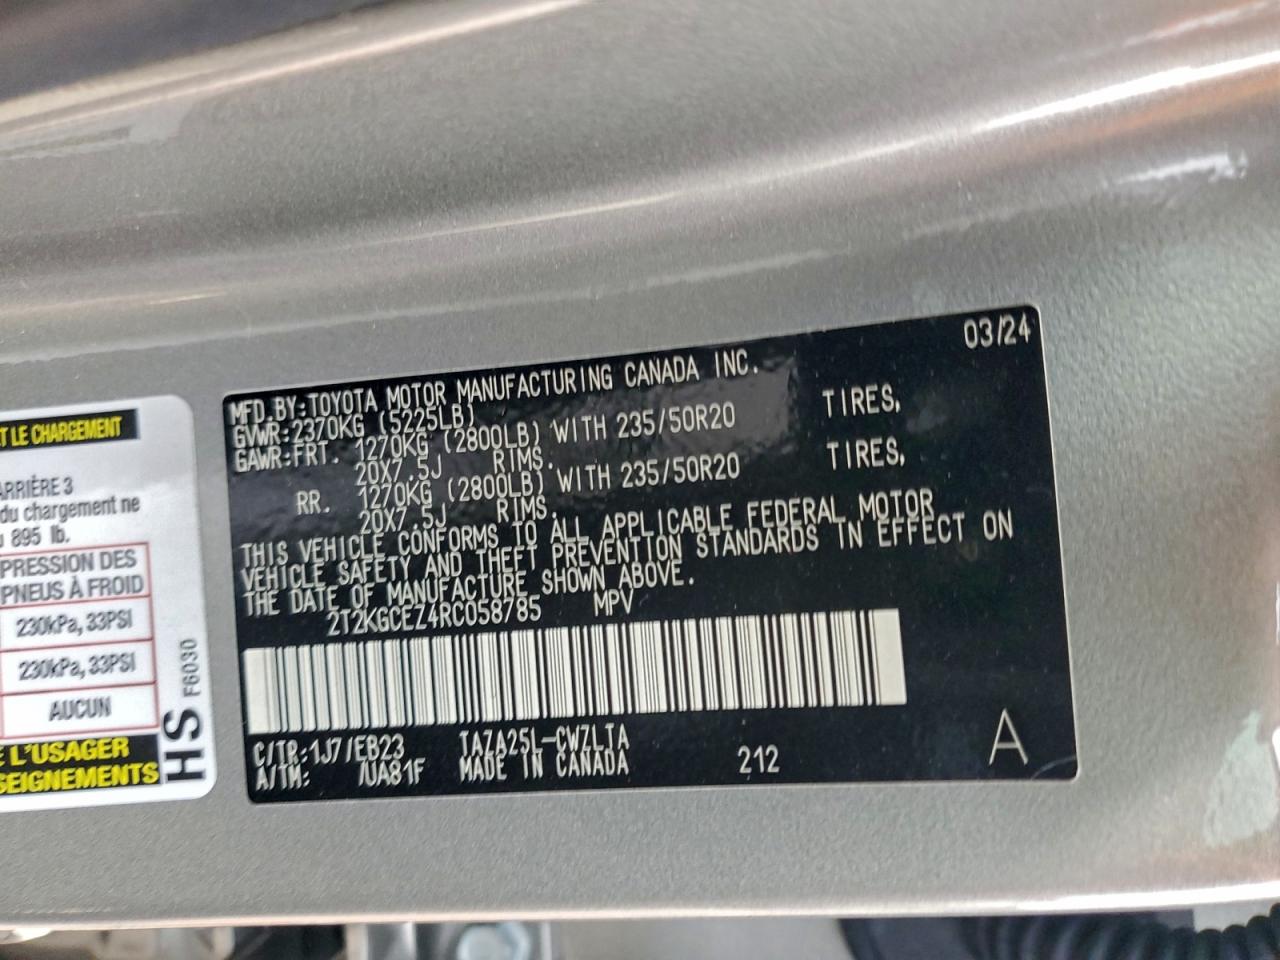 ET LE CHARGEMENT
ARRIÈRE 3
du chargement ne
895 lb.
PRESSION DES
PNEUS À FROID
230kPa, 33PSI
230kPa, 33PSI
AUCUN
L'USAGER
SEIGNEMENTS
HS F6030
03/24
MFD.BY:TOYOTA MOTOR MANUFACTURING CANADA INC.
GVWR:2370KG (5225LB)
GAWR:FRT. 1270KG (2800LB) WITH 235/50R20 TIRES,
20X7.5J RIMS.
RR. 1270KG (2800LB) WITH 235/50R20 TIRES,
20X7.5J RIMS.
THIS VEHICLE CONFORMS TO ALL APPLICABLE FEDERAL MOTOR
VEHICLE SAFETY AND THEFT PREVENTION STANDARDS IN EFFECT ON
THE DATE OF MANUFACTURE SHOWN ABOVE.
2T2KGCEZ4RC058785 MPV
C/TR:1J7/EB23 TAZA25L-CWZLTA
A/TM: /UA81F MADE IN CANADA 212 A